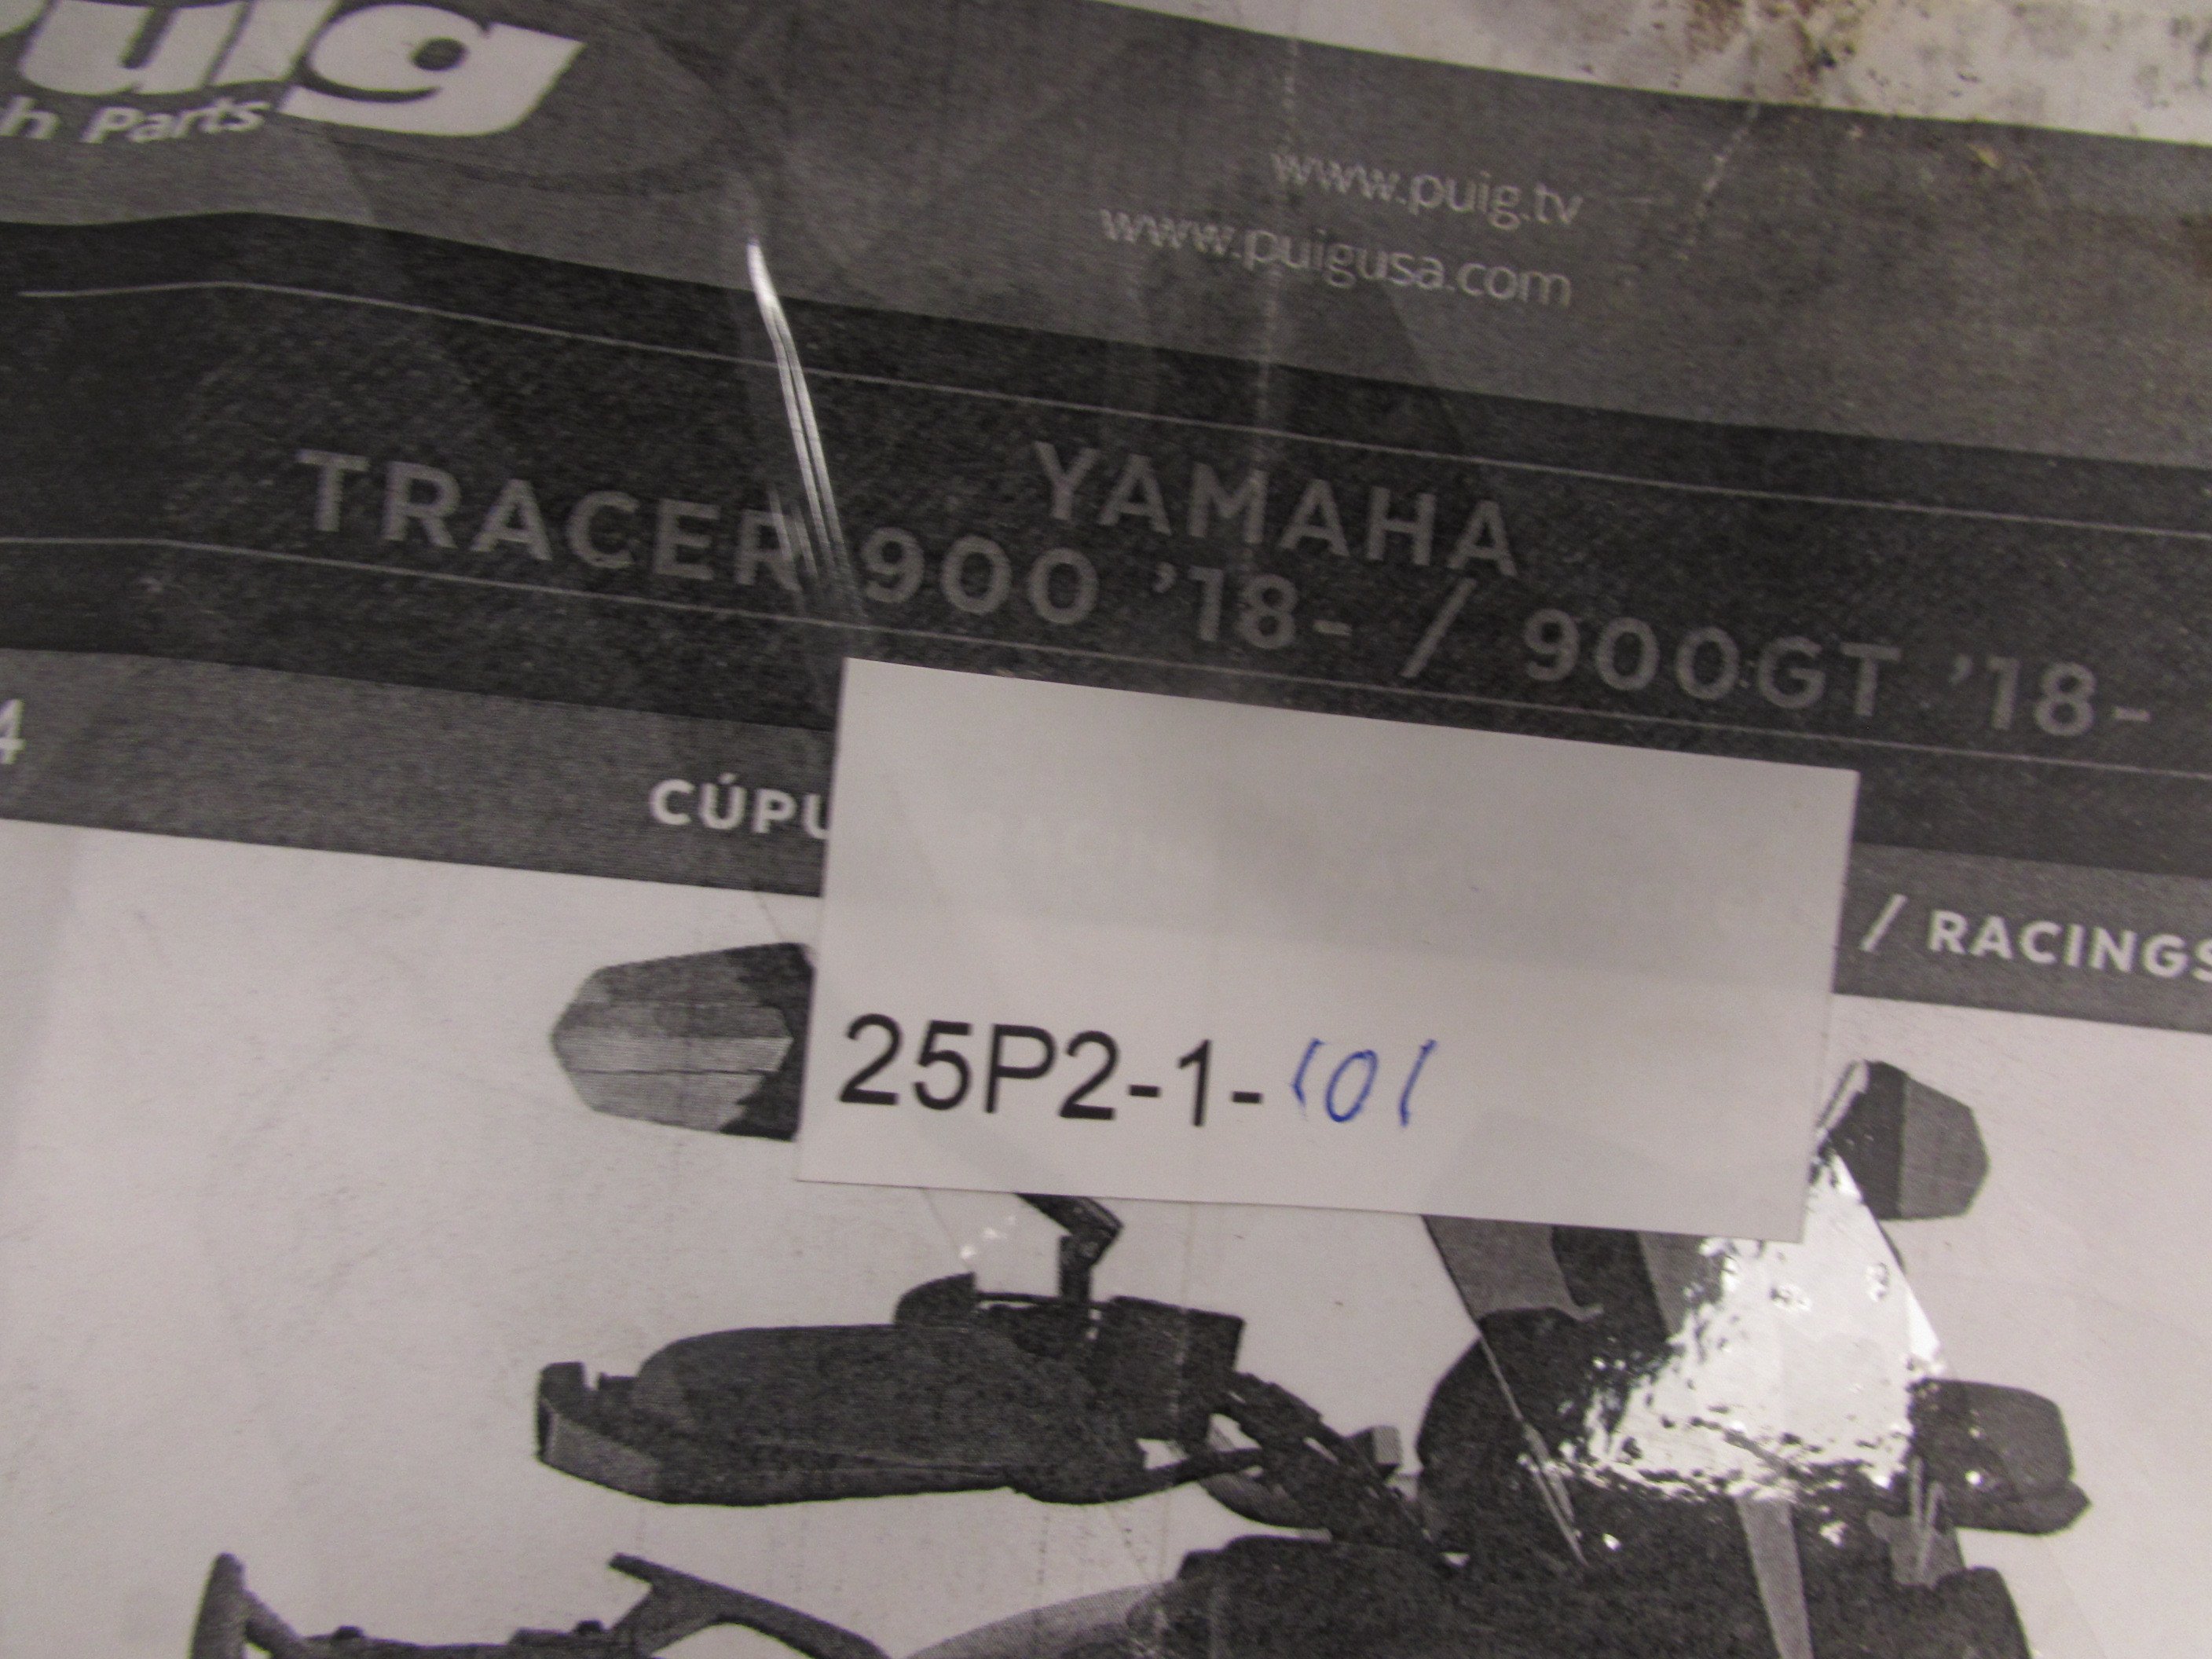 Puig
h Parts
www.puig.tv
www.puigusa.com
YAMAHA
TRACER 900 '18- / 900GT '18-
4
CÚPU
/ RACINGS
25P2-1-101